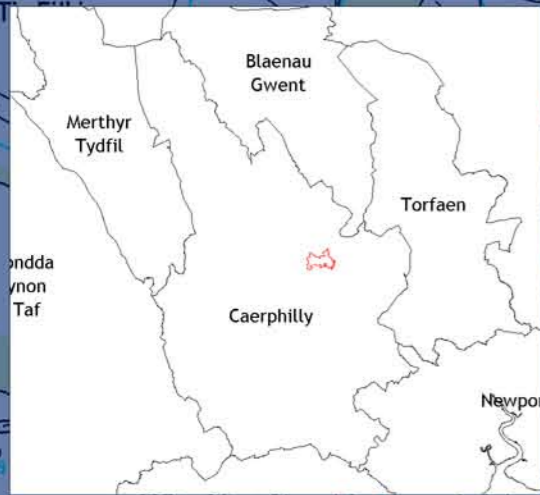 Blaenau
Gwent
Merthyr
Tydfil
Torfaen
ondda
ynon
Taf
Caerphilly
Newpor